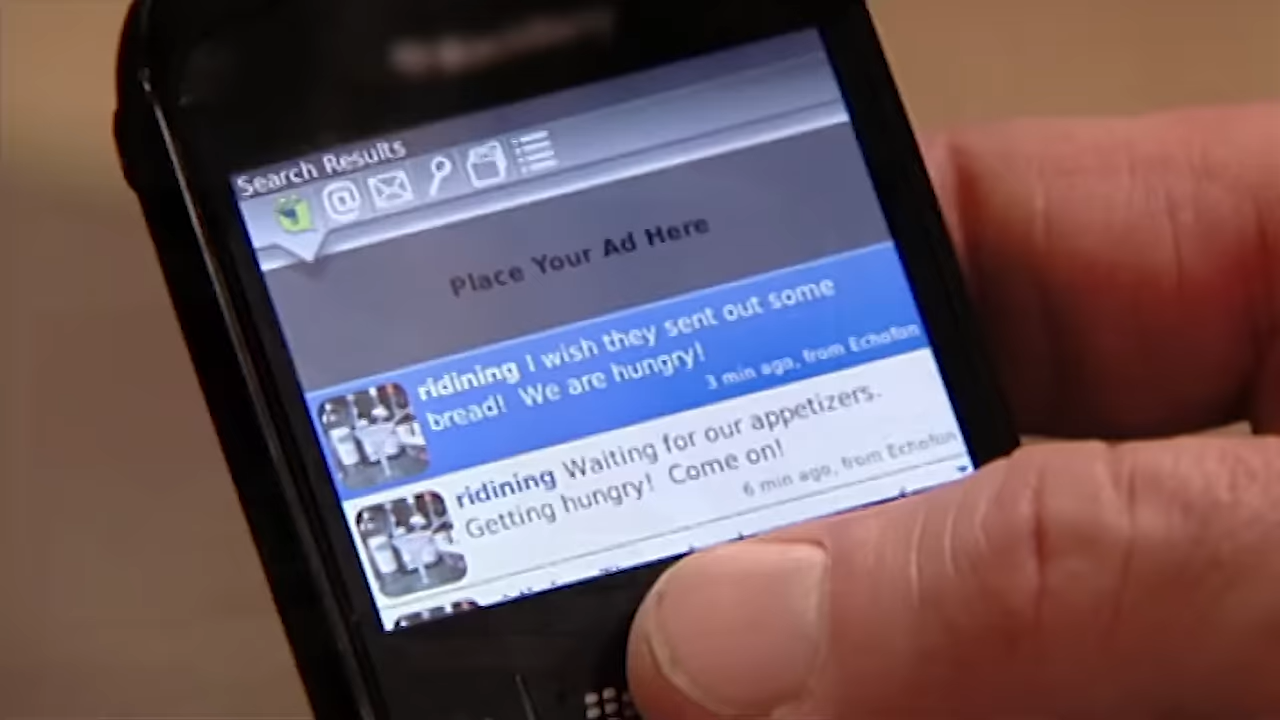 Search Results
Place Your Ad Here
ridining I wish they sent out some
bread! We are hungry!
3 min ago, from Echofon
ridining Waiting for our appetizers.
Getting hungry! Come on!
6 min ago, from Echofon